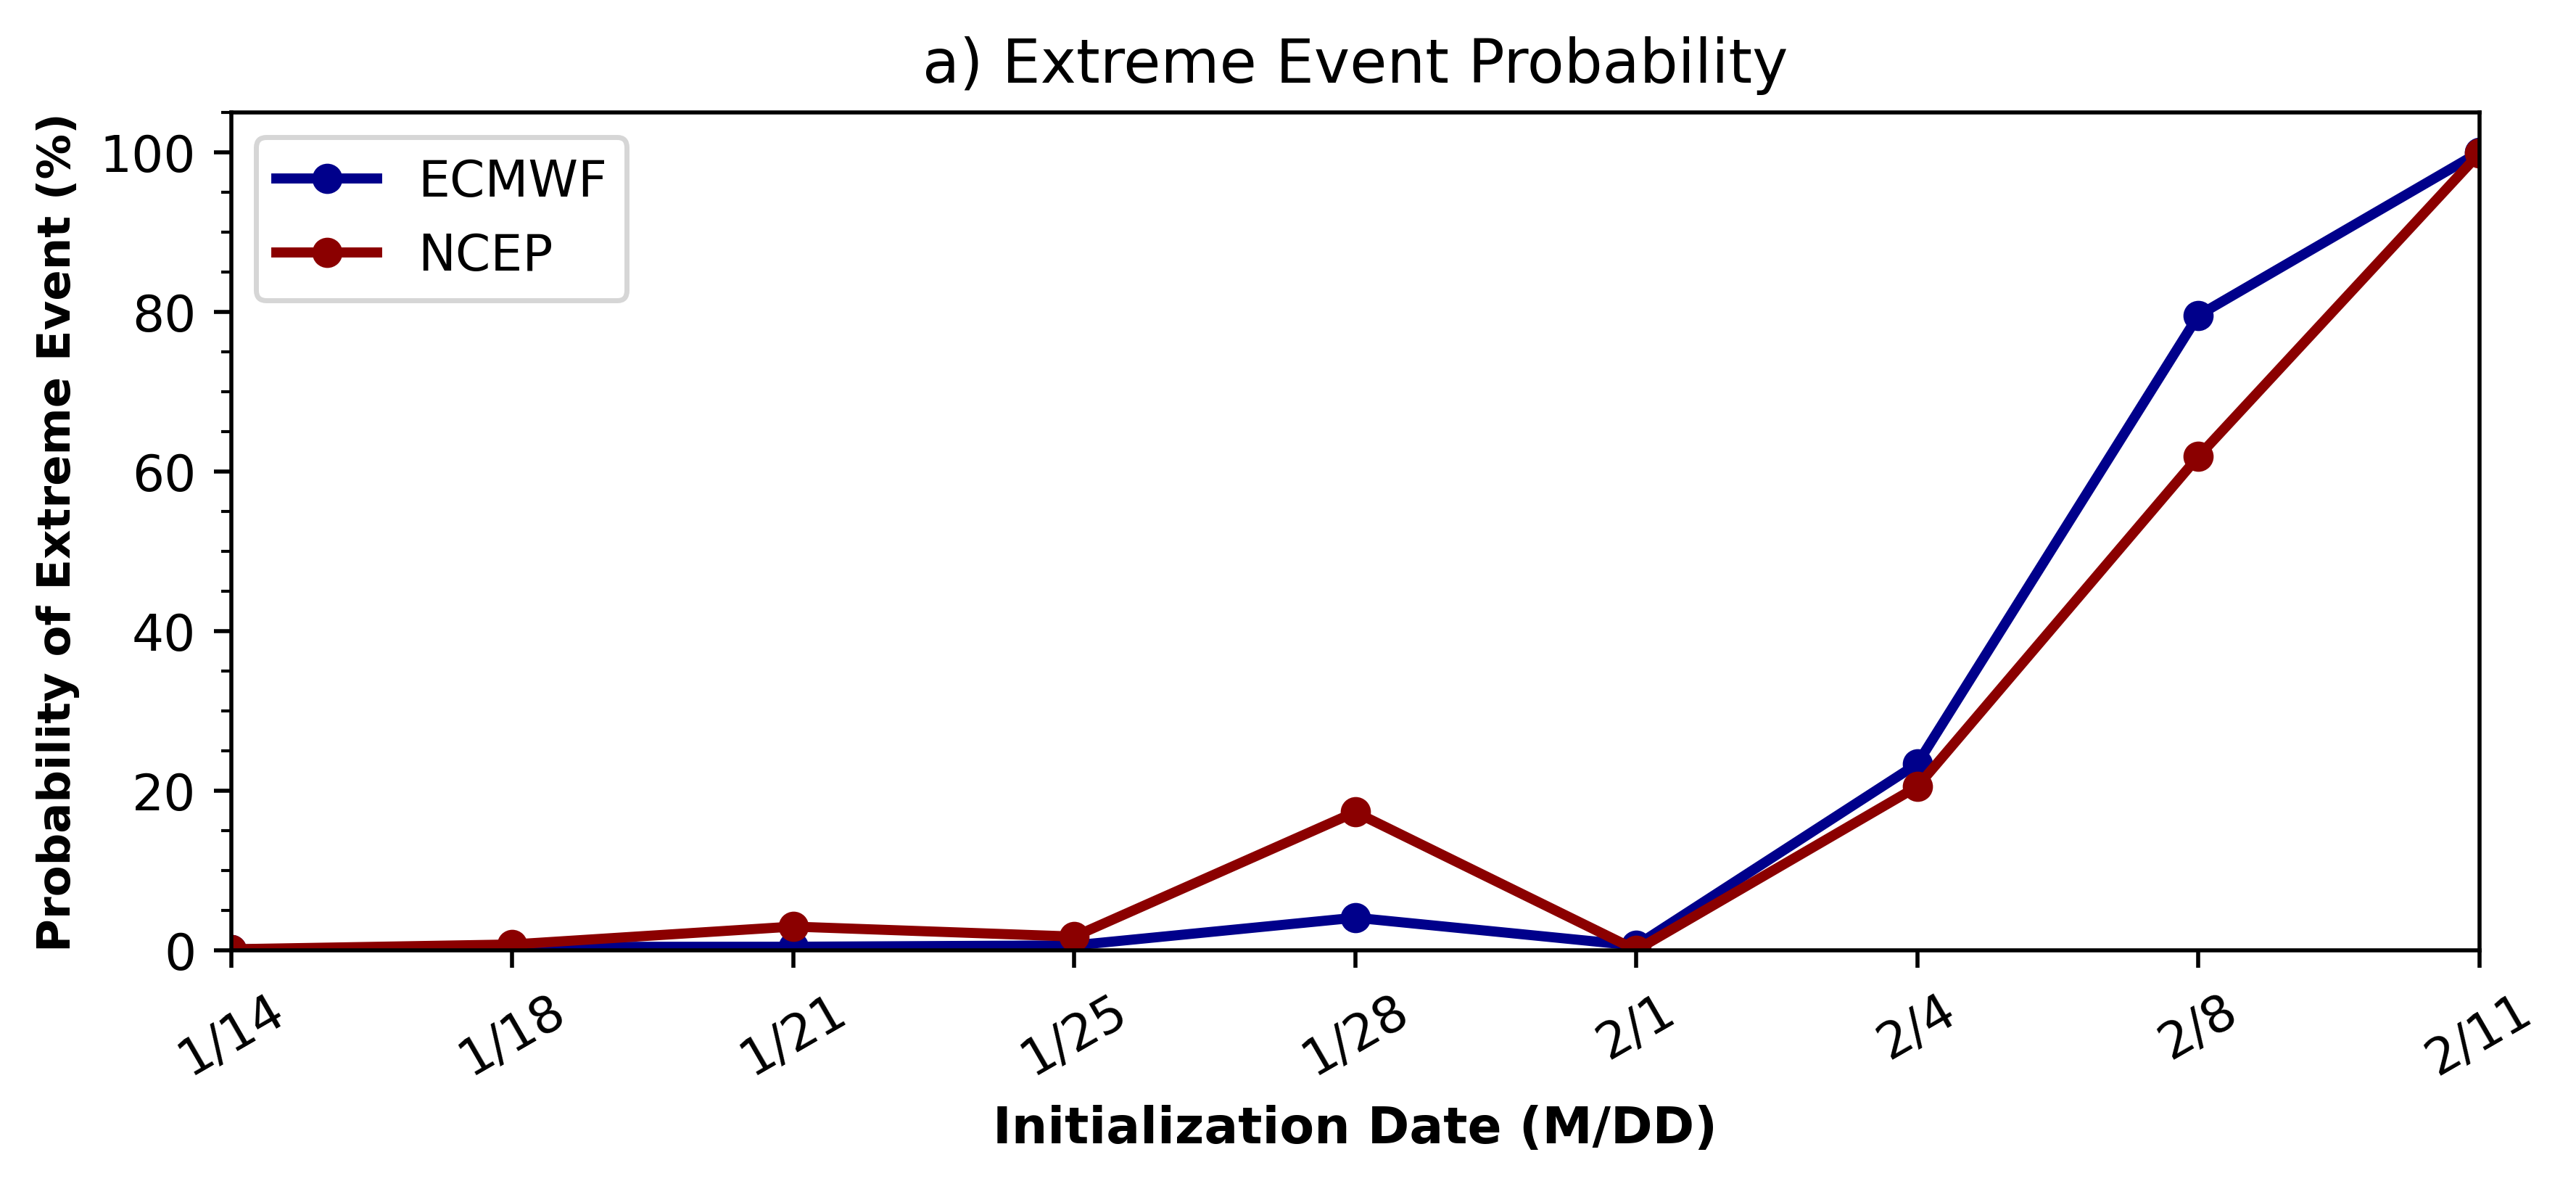 a) Extreme Event Probability
Probability of Extreme Event (%)
100
80
60
40
20
0
ECMWF
NCEP
1/14 1/18 1/21 1/25 1/28 2/1 2/4 2/8 2/11
Initialization Date (M/DD)